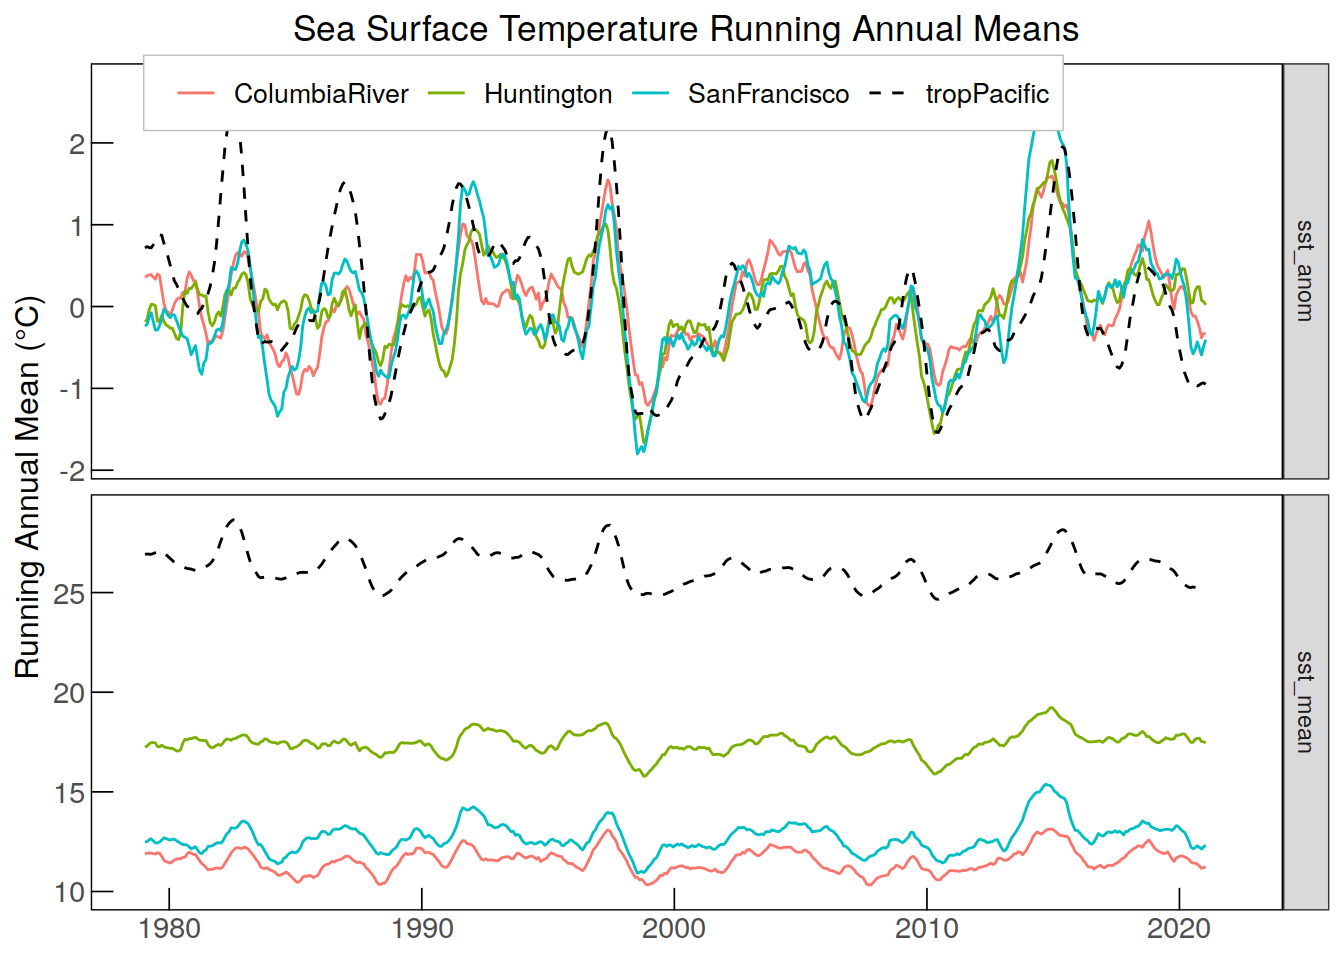 Sea Surface Temperature Running Annual Means
ColumbiaRiver Huntington SanFrancisco tropPacific
Running Annual Mean (°C)
2
1
0
-1
-2
sst_anom
25
20
15
10
sst_mean
1980 1990 2000 2010 2020